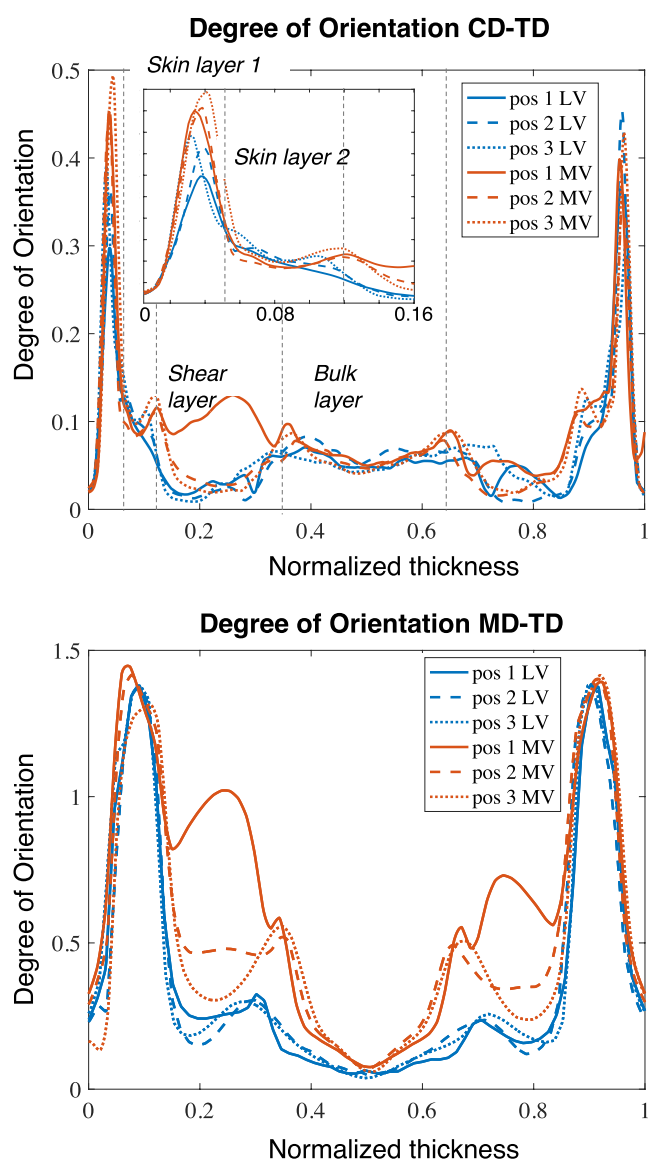 Degree of Orientation CD-TD
Skin layer 1
0.5
0.4
0.3
0.2
0.1
0
Degree of Orientation
Skin layer 2
0
0.08
0.16
Shear
layer
Bulk
layer
pos 1 LV
pos 2 LV
pos 3 LV
pos 1 MV
pos 2 MV
pos 3 MV
0
0.2
0.4
0.6
0.8
1
Normalized thickness
Degree of Orientation MD-TD
1.5
1
0.5
0
Degree of Orientation
pos 1 LV
pos 2 LV
pos 3 LV
pos 1 MV
pos 2 MV
pos 3 MV
0
0.2
0.4
0.6
0.8
1
Normalized thickness